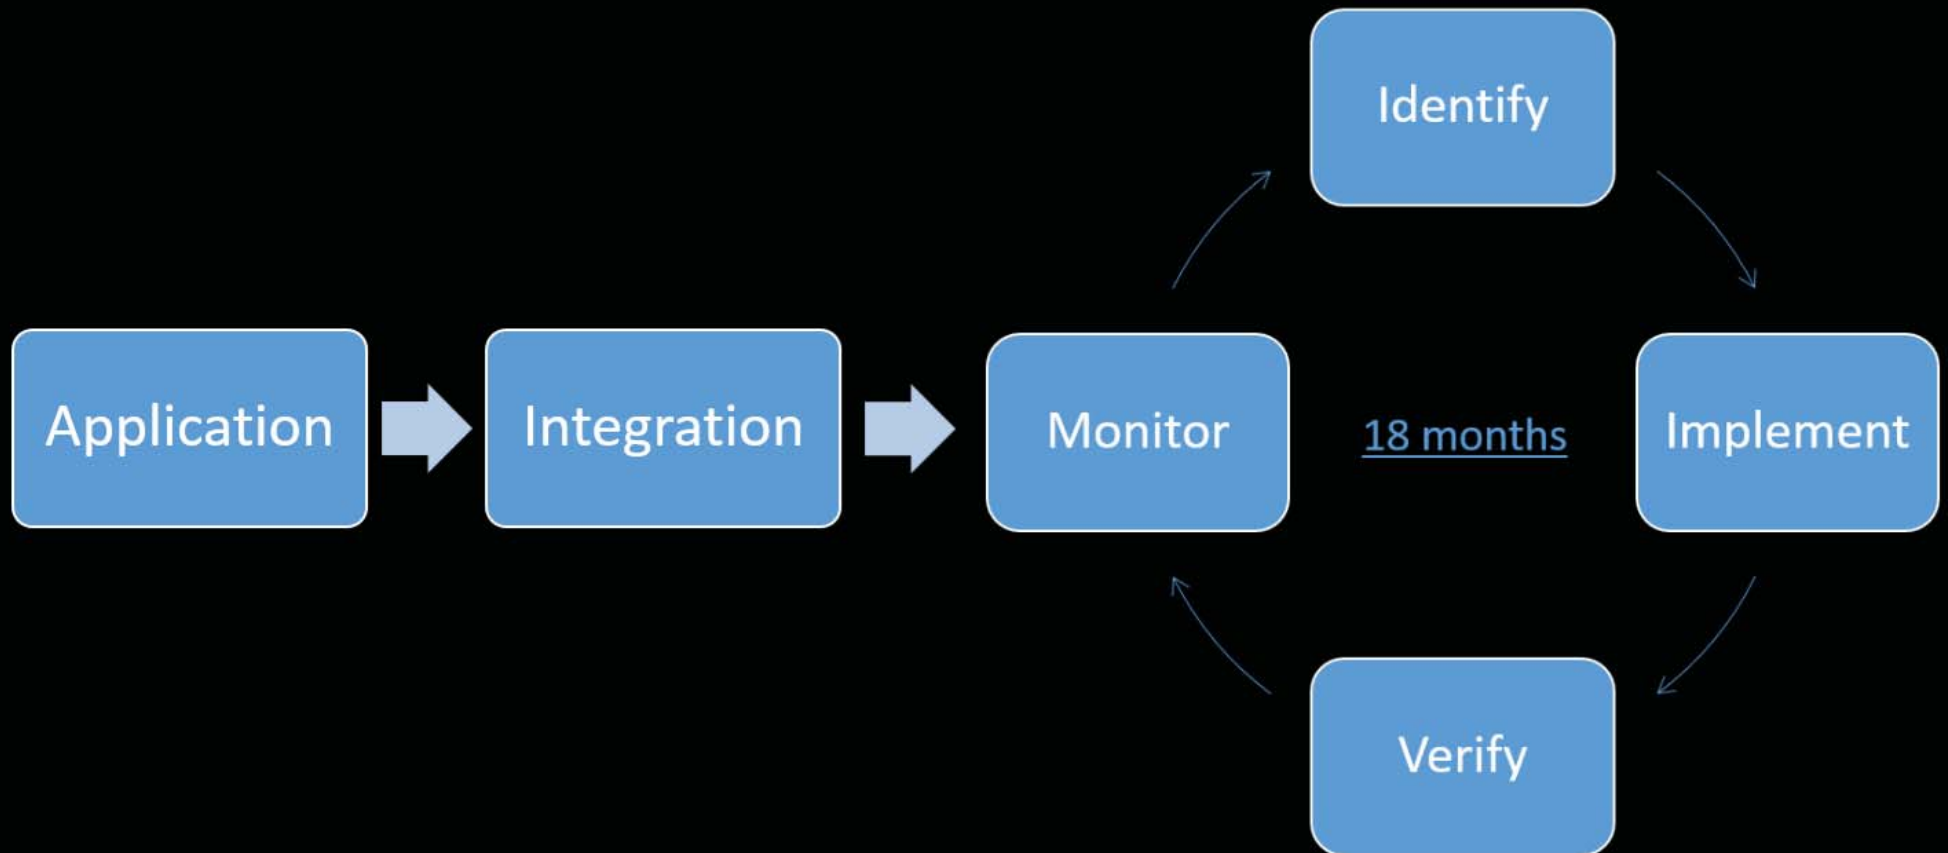 Identify
Application
Integration
Monitor
18 months
Implement
Verify